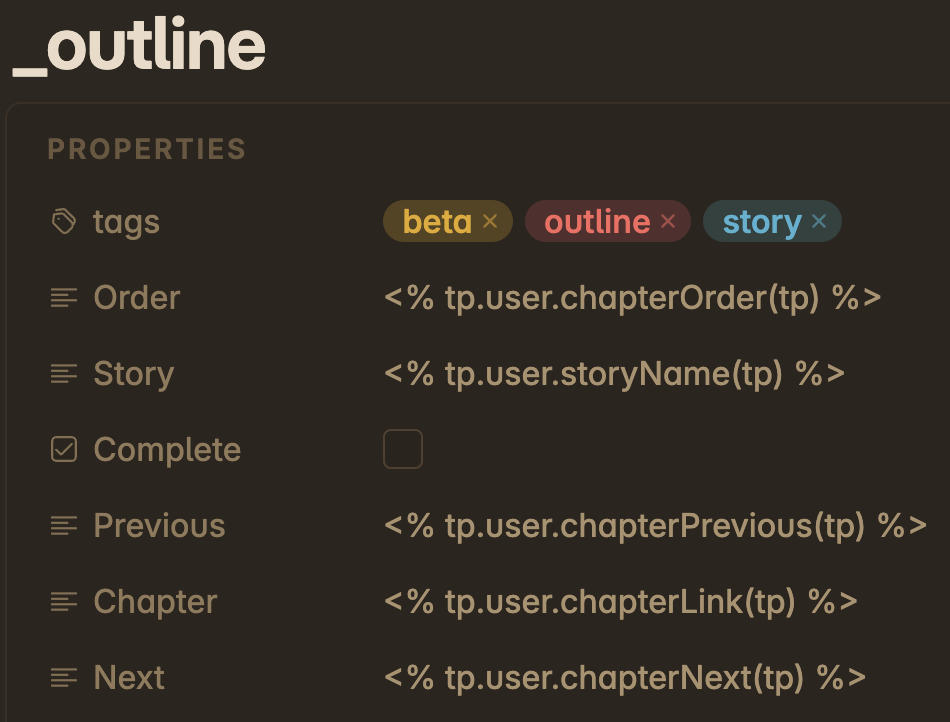 _outline
PROPERTIES
tags beta × outline × story ×
Order <% tp.user.chapterOrder(tp) %>
Story <% tp.user.storyName(tp) %>
Complete
Previous <% tp.user.chapterPrevious(tp) %>
Chapter <% tp.user.chapterLink(tp) %>
Next <% tp.user.chapterNext(tp) %>